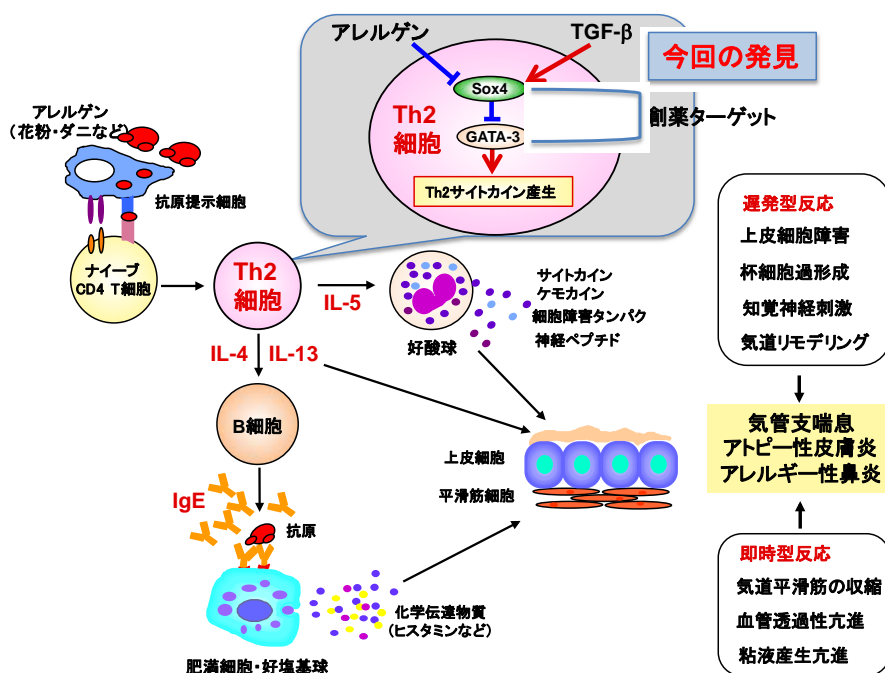 アレルゲン
TGF-β
今回の発見
Sox4
Th2
細胞
GATA-3
創薬ターゲット
Th2サイトカイン産生
アレルゲン
（花粉・ダニなど）
抗原提示細胞
ナイーブ
CD4 T細胞
Th2
細胞
IL-5
好酸球
サイトカイン
ケモカイン
細胞障害タンパク
神経ペプチド
IL-4
IL-13
B細胞
IgE
抗原
肥満細胞・好塩基球
化学伝達物質
（ヒスタミンなど）
上皮細胞
平滑筋細胞
遅発型反応
上皮細胞障害
杯細胞過形成
知覚神経刺激
気道リモデリング
気管支喘息
アトピー性皮膚炎
アレルギー性鼻炎
即時型反応
気道平滑筋の収縮
血管透過性亢進
粘液産生亢進